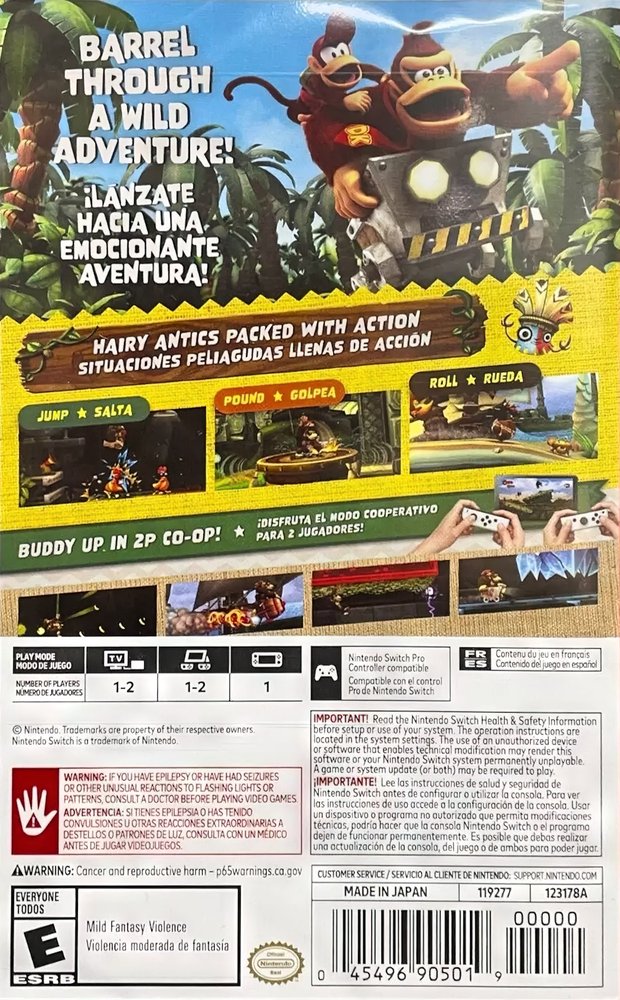 BARREL
THROUGH
A WILD
ADVENTURE!
¡LÁNZATE
HACIA UNA
EMOCIONANTE
AVENTURA!
DK
HAIRY ANTICS PACKED WITH ACTION
SITUACIONES PELIAGUDAS LLENAS DE ACCIÓN
JUMP ★ SALTA
POUND ★ GOLPEA
ROLL ★ RUEDA
BUDDY UP IN 2P CO-OP! ★ ¡DISFRUTA EL MODO COOPERATIVO
PARA 2 JUGADORES!
PLAY MODE
MODO DE JUEGO
TV
NUMBER OF PLAYERS
NÚMERO DE JUGADORES
1-2
1-2
1
Nintendo Switch Pro
Controller compatible
Compatible con el control
Pro de Nintendo Switch
FR
ES
Contenu du jeu en français
Contenido del juego en español
© Nintendo. Trademarks are property of their respective owners.
Nintendo Switch is a trademark of Nintendo.
WARNING: IF YOU HAVE EPILEPSY OR HAVE HAD SEIZURES
OR OTHER UNUSUAL REACTIONS TO FLASHING LIGHTS OR
PATTERNS, CONSULT A DOCTOR BEFORE PLAYING VIDEO GAMES.
ADVERTENCIA: SI TIENES EPILEPSIA O HAS TENIDO
CONVULSIONES U OTRAS REACCIONES EXTRAORDINARIAS A
DESTELLOS O PATRONES DE LUZ, CONSULTA CON UN MÉDICO
ANTES DE JUGAR VIDEOJUEGOS.
⚠WARNING: Cancer and reproductive harm – p65warnings.ca.gov
IMPORTANT! Read the Nintendo Switch Health & Safety Information
before setup or use of your system. The operation instructions are
located in the system settings. The use of an unauthorized device
or software that enables technical modification may render this
software or your Nintendo Switch system permanently unplayable.
A game or system update (or both) may be required to play.
¡IMPORTANTE! Lee las instrucciones de salud y seguridad de
Nintendo Switch antes de configurar o utilizar la consola. Para ver
las instrucciones de uso accede a la configuración de la consola. Usar
un dispositivo o programa no autorizado que permita modificaciones
técnicas, podría hacer que la consola Nintendo Switch o el programa
dejen de funcionar permanentemente. Es posible que debas realizar
una actualización de la consola, del juego o de ambos para poder jugar.
CUSTOMER SERVICE / SERVICIO AL CLIENTE DE NINTENDO: SUPPORT.NINTENDO.COM
MADE IN JAPAN
119277
123178A
EVERYONE
TODOS
E
ESRB
Mild Fantasy Violence
Violencia moderada de fantasía
Official
Nintendo
Seal
00000
0 45496 90501 9